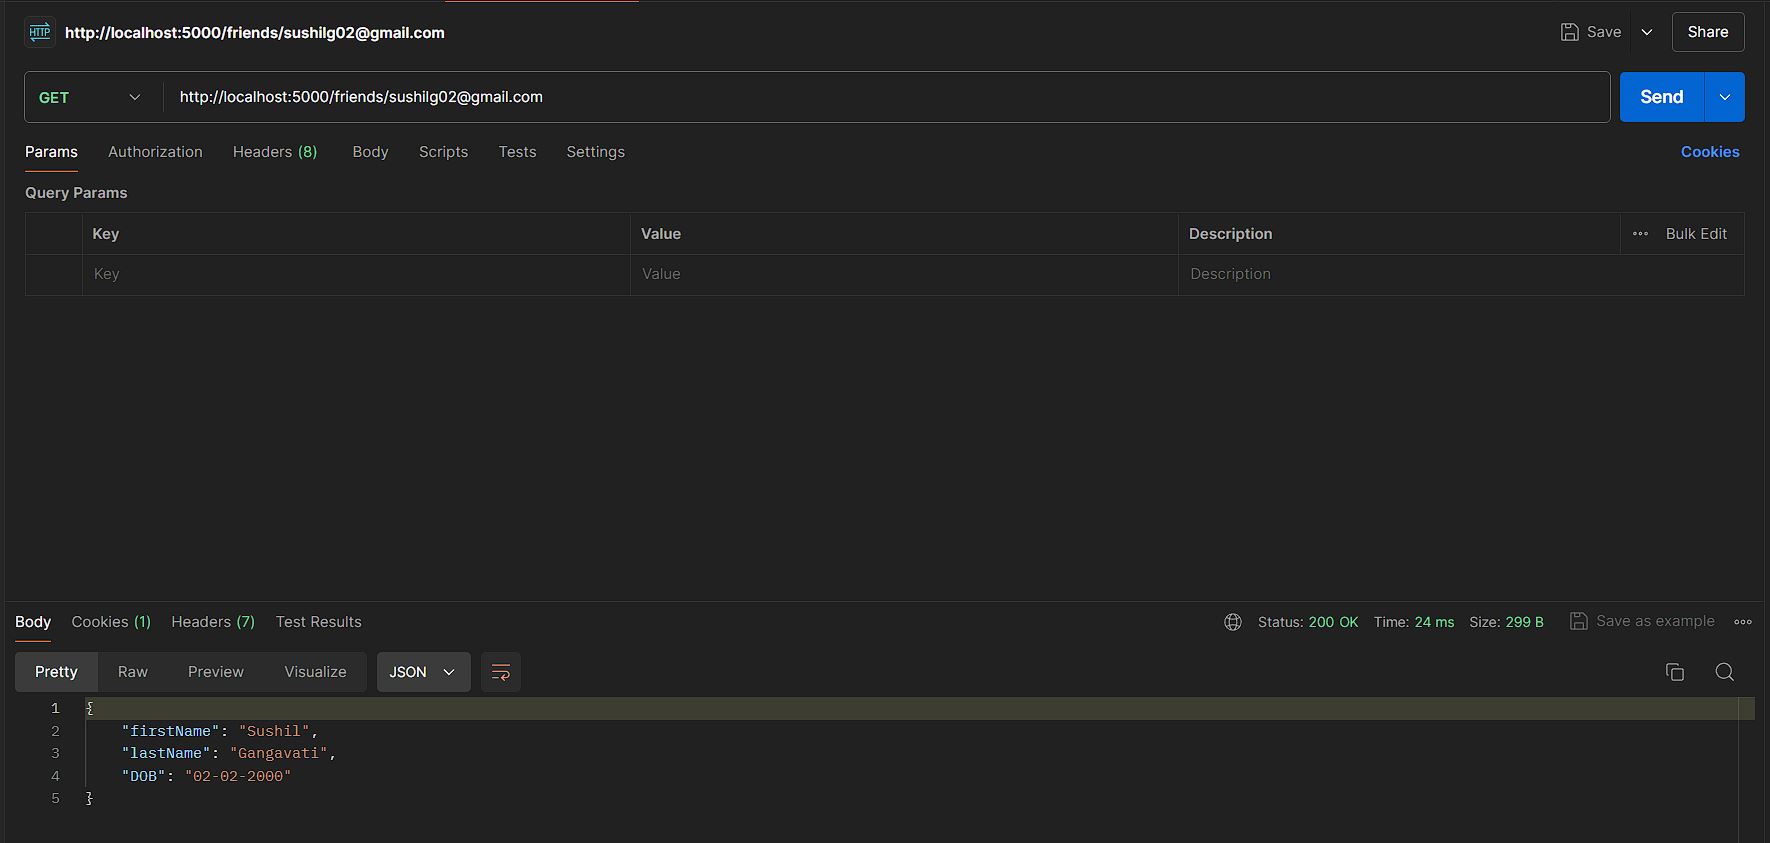 HTTP http://localhost:5000/friends/sushilg02@gmail.com Save Share
GET http://localhost:5000/friends/sushilg02@gmail.com Send
Params Authorization Headers (8) Body Scripts Tests Settings Cookies
Query Params
Key Value Description Bulk Edit
Key Value Description
Body Cookies (1) Headers (7) Test Results Status: 200 OK Time: 24 ms Size: 299 B Save as example
Pretty Raw Preview Visualize JSON
1 {
2 "firstName": "Sushil",
3 "lastName": "Gangavati",
4 "DOB": "02-02-2000"
5 }